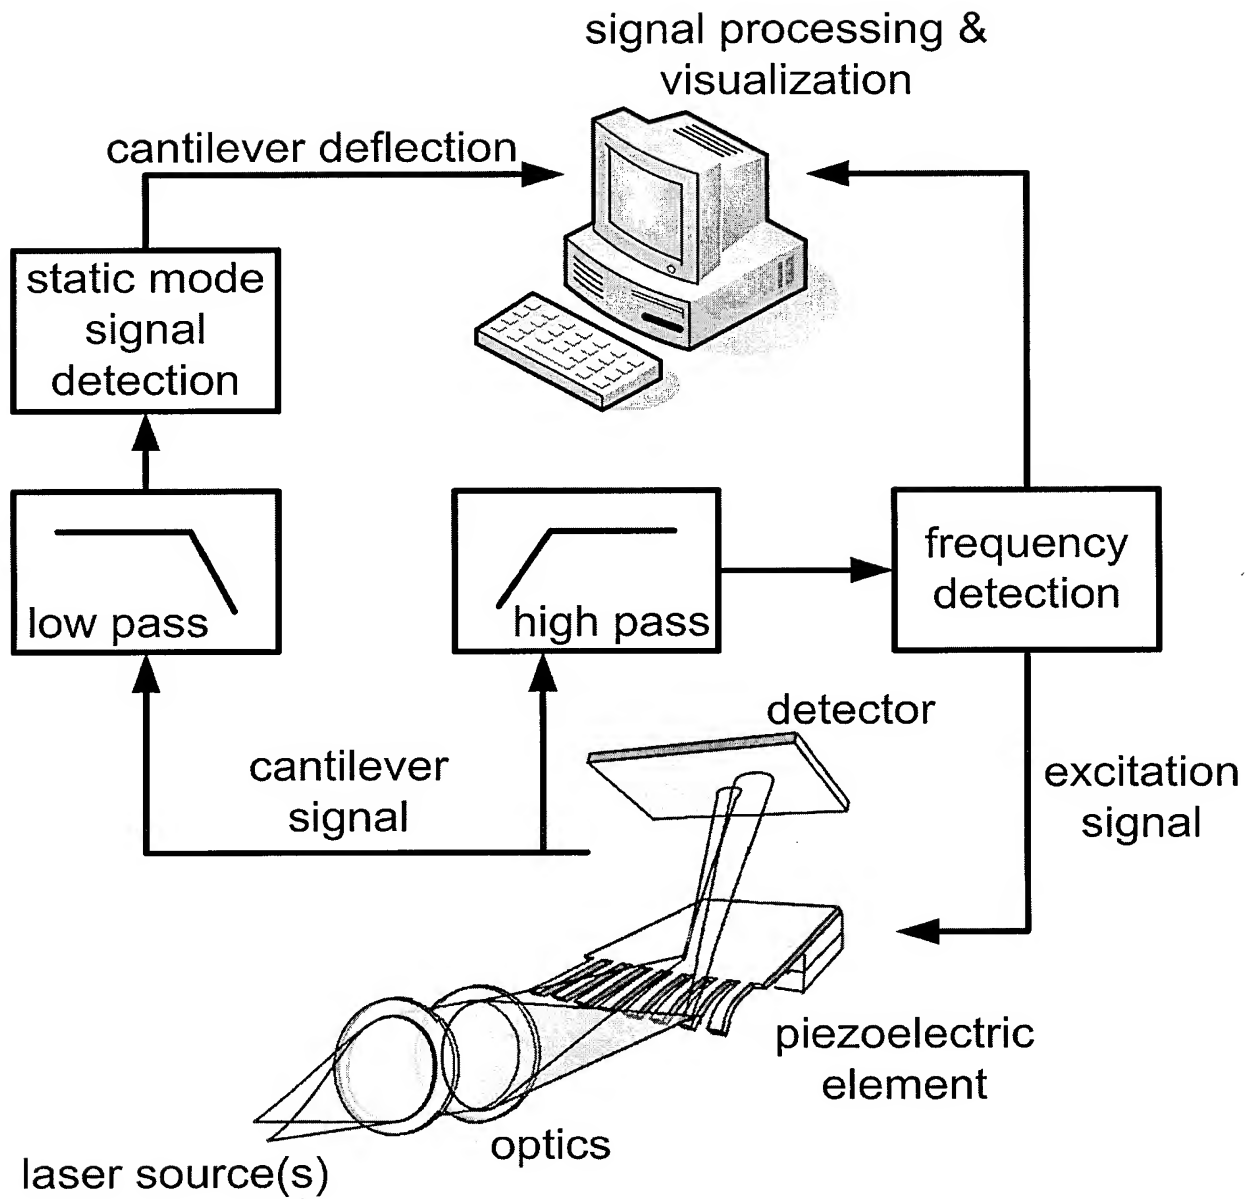 signal processing &
visualization
cantilever deflection
static mode
signal
detection
low pass
high pass
frequency
detection
detector
cantilever
signal
excitation
signal
piezoelectric
element
optics
laser source(s)